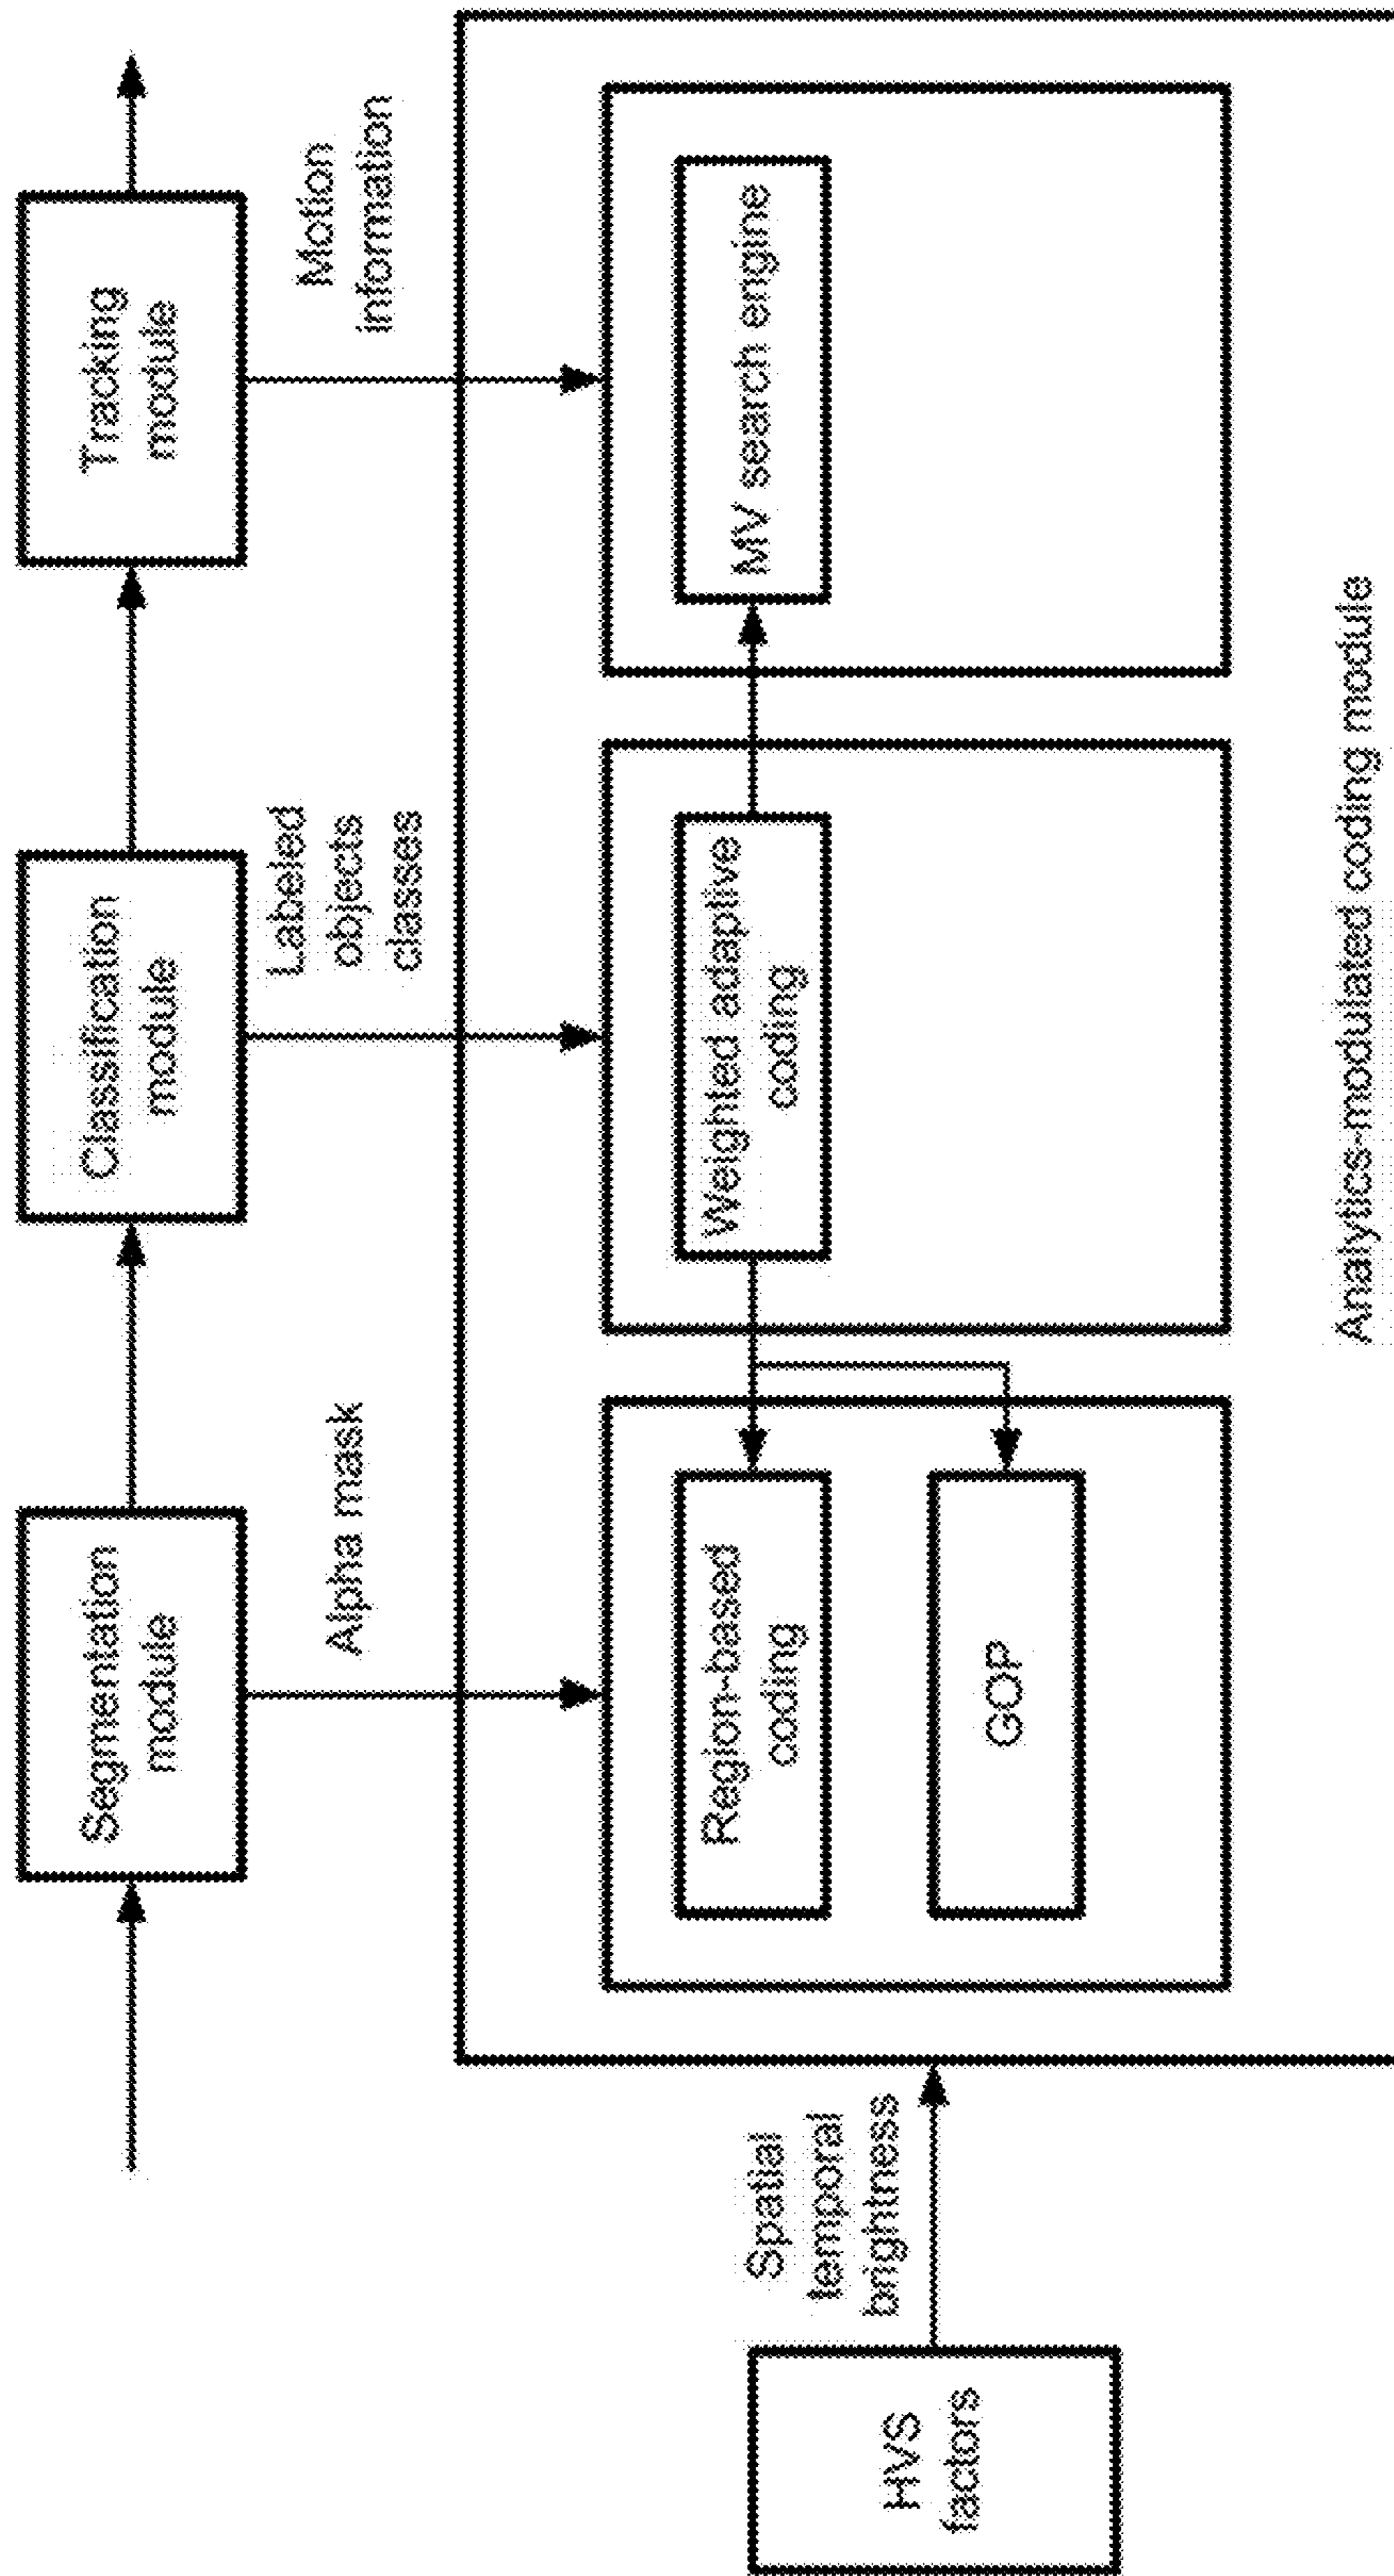 Segmentation
module
Classification
module
Tracking
module
Alpha mask
Labeled
objects
classes
Motion
information
HVS
factors
Spatial
temporal
brightness
Region-based
coding
GOP
Weighted adaptive
coding
MV search engine
Analytics-modulated coding module